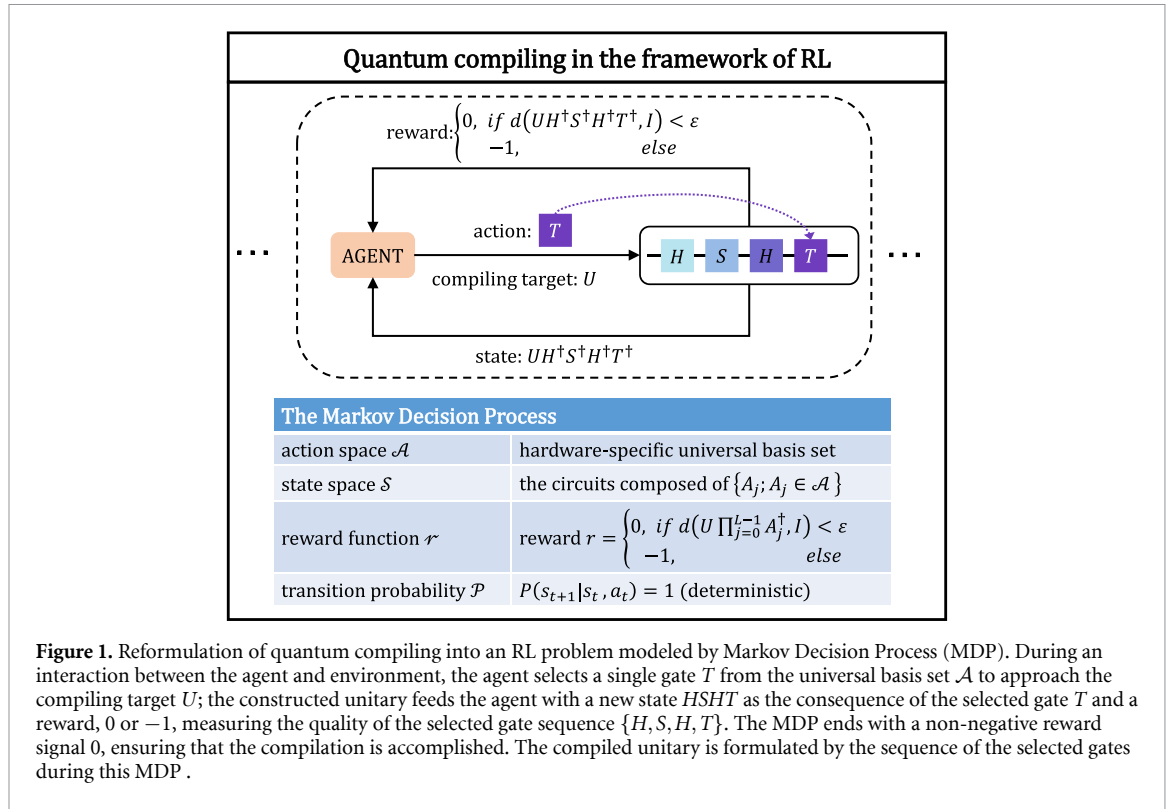 Quantum compiling in the framework of RL
reward: {0, if d(UH†S†H†T†, I) < ε
−1, else
action: T
... AGENT H S H T ...
compiling target: U
state: UH†S†H†T†
The Markov Decision Process
action space 𝒜 hardware-specific universal basis set
state space 𝒮 the circuits composed of {A_j; A_j ∈ 𝒜}
reward function 𝓇 reward r = {0, if d(U ∏_{j=0}^{L−1} A_j^†, I) < ε
−1, else
transition probability 𝒫 P(s_{t+1}|s_t, a_t) = 1 (deterministic)
Figure 1. Reformulation of quantum compiling into an RL problem modeled by Markov Decision Process (MDP). During an
interaction between the agent and environment, the agent selects a single gate T from the universal basis set 𝒜 to approach the
compiling target U; the constructed unitary feeds the agent with a new state HSHT as the consequence of the selected gate T and a
reward, 0 or −1, measuring the quality of the selected gate sequence {H, S, H, T}. The MDP ends with a non-negative reward
signal 0, ensuring that the compilation is accomplished. The compiled unitary is formulated by the sequence of the selected gates
during this MDP .